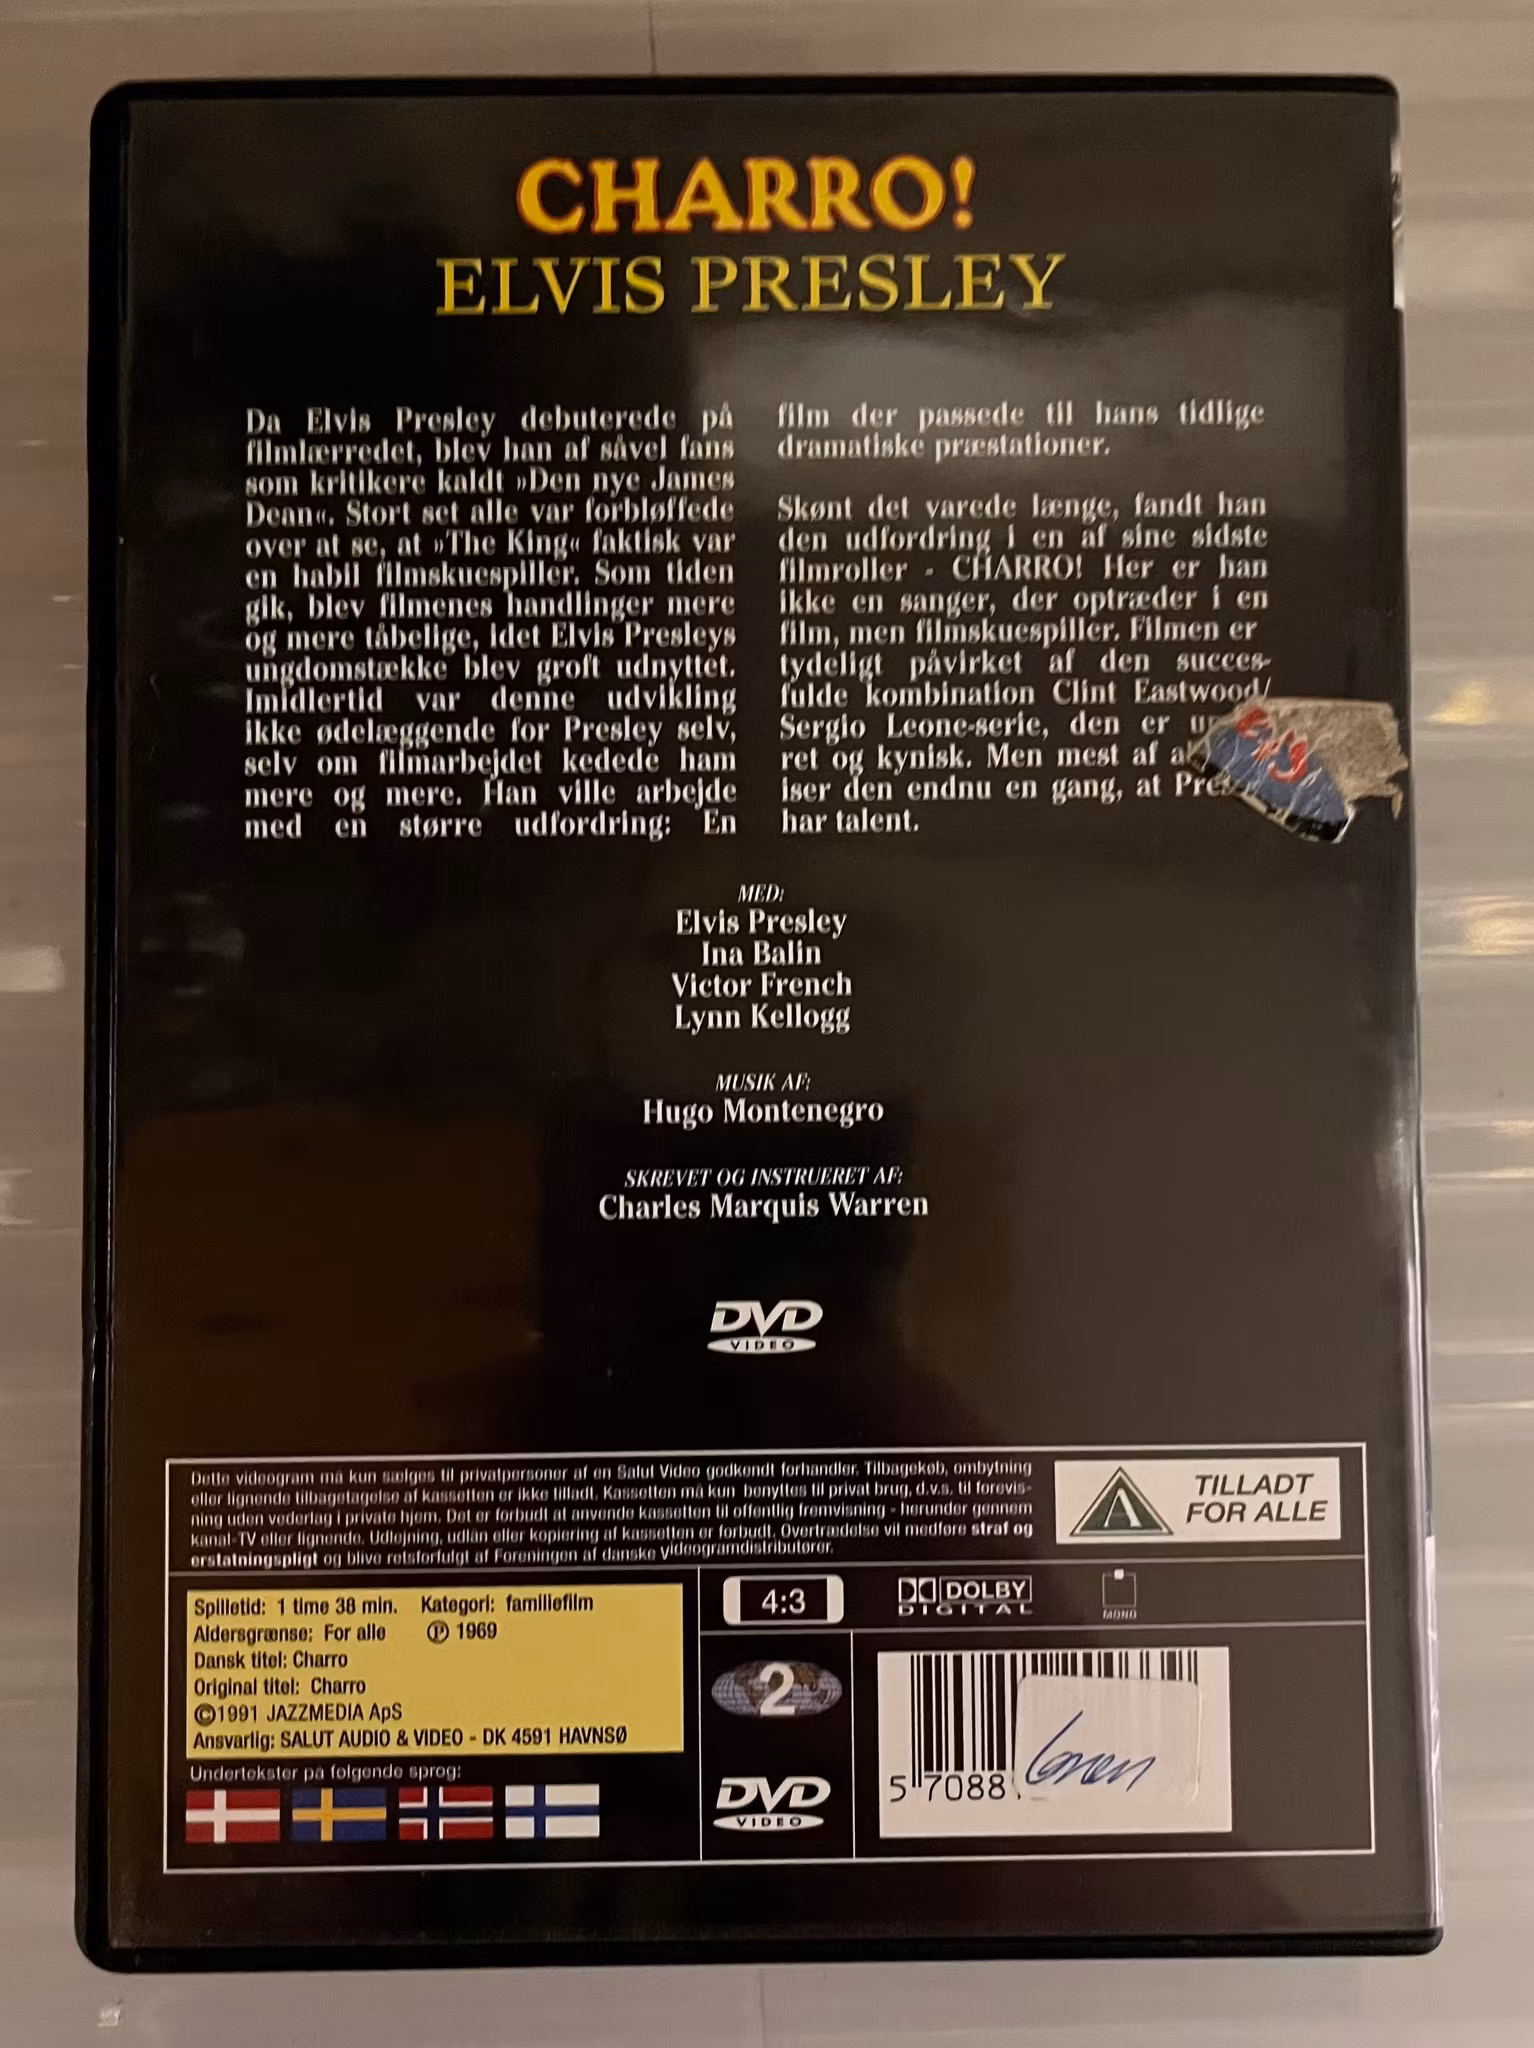 CHARRO!
ELVIS PRESLEY
Da Elvis Presley debuterede på
filmlærredet, blev han af såvel fans
som kritikere kaldt »Den nye James
Dean«. Stort set alle var forbløffede
over at se, at »The King« faktisk var
en habil filmskuespiller. Som tiden
gik, blev filmenes handlinger mere
og mere tåbelige, idet Elvis Presleys
ungdomstække blev groft udnyttet.
Imidlertid var denne udvikling
ikke ødelæggende for Presley selv,
selv om filmarbejdet kedede ham
mere og mere. Han ville arbejde
med en større udfordring: En
film der passede til hans tidlige
dramatiske præstationer.
Skønt det varede længe, fandt han
den udfordring i en af sine sidste
filmroller - CHARRO! Her er han
ikke en sanger, der optræder i en
film, men filmskuespiller. Filmen er
tydeligt påvirket af den succes-
fulde kombination Clint Eastwood/
Sergio Leone-serie, den er
ret og kynisk. Men mest af
iser den endnu en gang, at
har talent.
MED:
Elvis Presley
Ina Balin
Victor French
Lynn Kellogg
MUSIK AF:
Hugo Montenegro
SKREVET OG INSTRUERET AF:
Charles Marquis Warren
DVD
VIDEO
Dette videogram må kun sælges til privatpersoner af en Salut Video godkendt forhandler. Tilbagekøb, ombytning
eller lignende tilbagetagelse af kassetten er ikke tilladt. Kassetten må kun benyttes til privat brug, d.v.s. til forevis-
ning uden vederlag i private hjem. Det er forbudt at anvende kassetten til offentlig fremvisning - herunder gennem
kanal-TV eller lignende. Udlejning, udlån eller kopiering af kassetten er forbudt. Overtrædelse vil medføre straf og
erstatningspligt og blive retsforfulgt af Foreningen af danske videogramdistributører.
A
TILLADT
FOR ALLE
Spilletid: 1 time 38 min. Kategori: familiefilm
Aldersgrænse: For alle Ⓟ 1969
Dansk titel: Charro
Original titel: Charro
©1991 JAZZMEDIA ApS
Ansvarlig: SALUT AUDIO & VIDEO - DK 4591 HAVNSØ
Undertekster på følgende sprog:
4:3
DOLBY
DIGITAL
MONO
2
DVD
VIDEO
5 7088